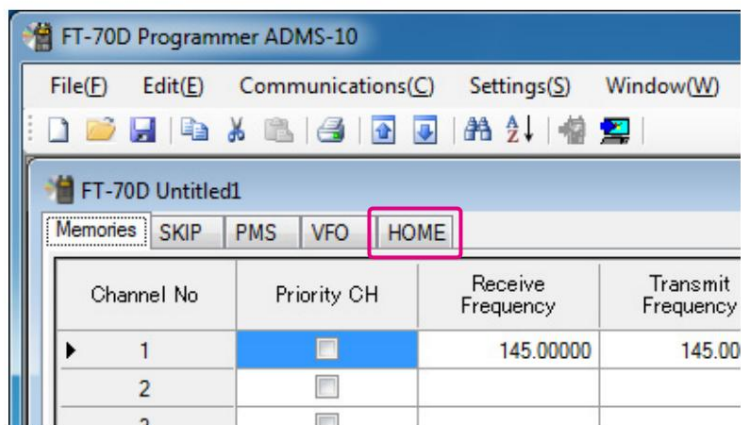 FT-70D Programmer ADMS-10
File(F) Edit(E) Communications(C) Settings(S) Window(W)
FT-70D Untitled1
Memories SKIP PMS VFO HOME
Channel No Priority CH Receive Frequency Transmit Frequency
1 145.00000 145.00
2